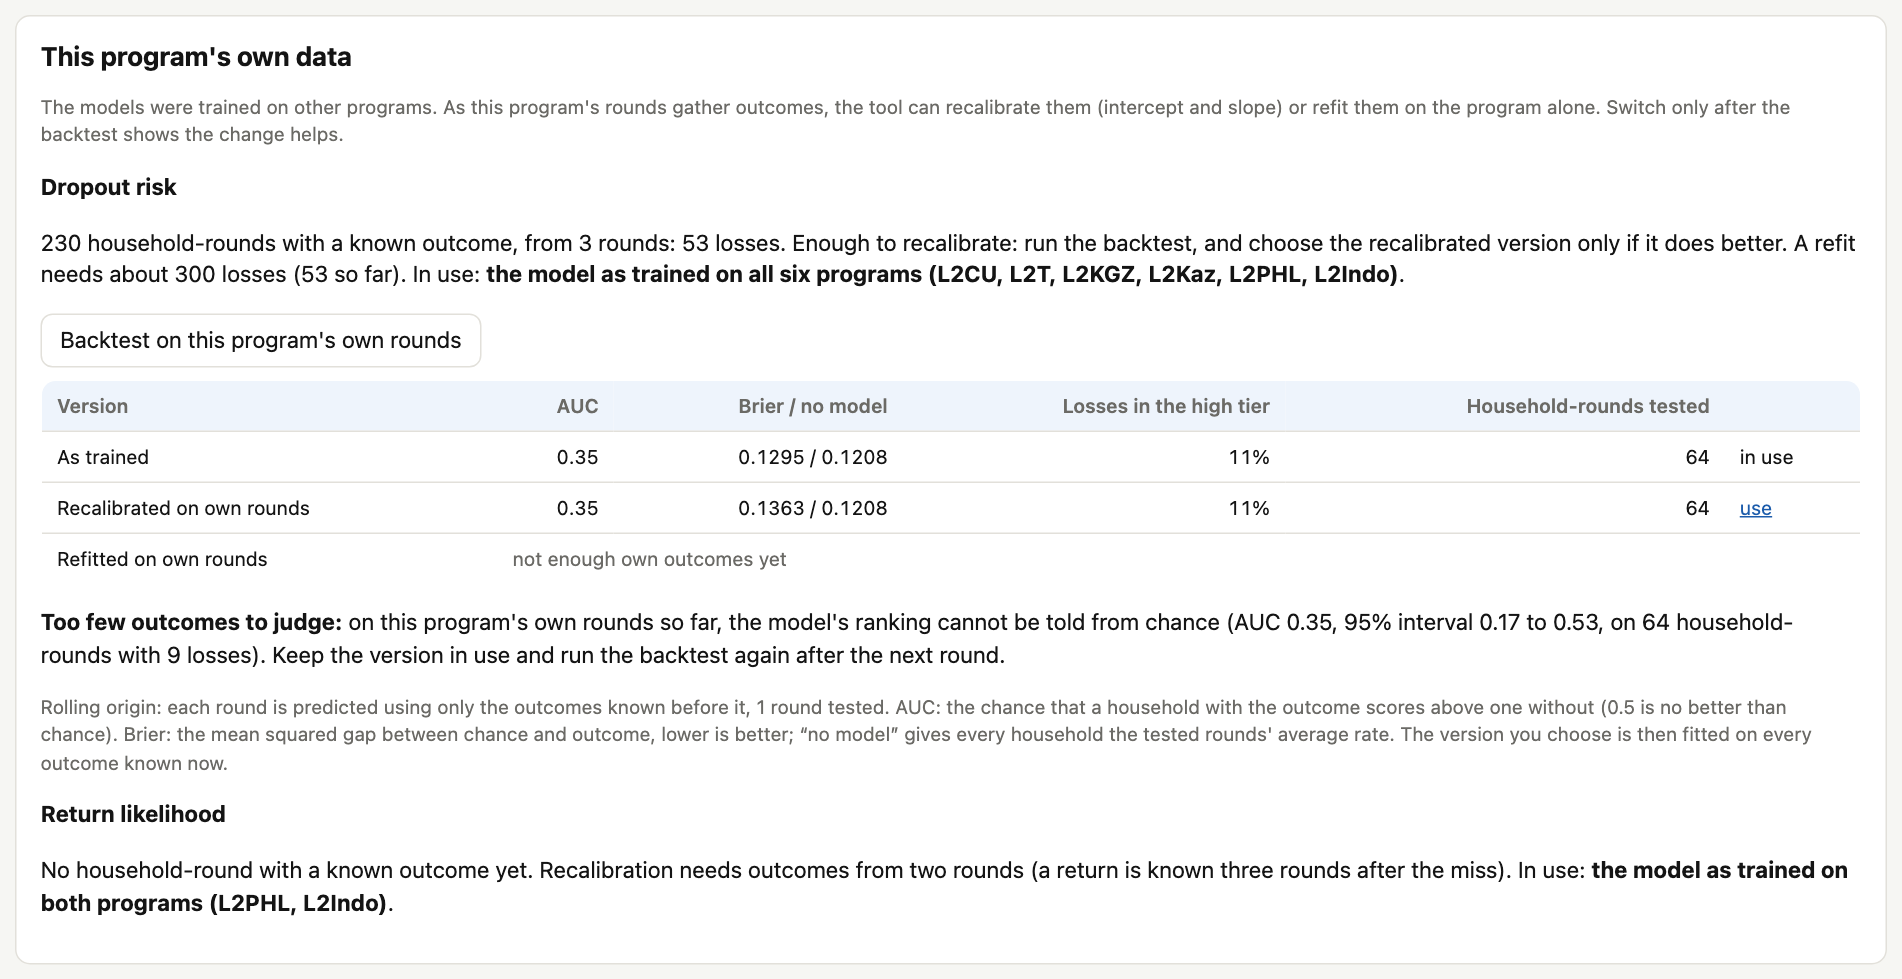 This program's own data
The models were trained on other programs. As this program's rounds gather outcomes, the tool can recalibrate them (intercept and slope) or refit them on the program alone. Switch only after the
backtest shows the change helps.
Dropout risk
230 household-rounds with a known outcome, from 3 rounds: 53 losses. Enough to recalibrate: run the backtest, and choose the recalibrated version only if it does better. A refit
needs about 300 losses (53 so far). In use: the model as trained on all six programs (L2CU, L2T, L2KGZ, L2Kaz, L2PHL, L2Indo).
Backtest on this program's own rounds
Version AUC Brier / no model Losses in the high tier Household-rounds tested
As trained 0.35 0.1295 / 0.1208 11% 64 in use
Recalibrated on own rounds 0.35 0.1363 / 0.1208 11% 64 use
Refitted on own rounds not enough own outcomes yet
Too few outcomes to judge: on this program's own rounds so far, the model's ranking cannot be told from chance (AUC 0.35, 95% interval 0.17 to 0.53, on 64 household-
rounds with 9 losses). Keep the version in use and run the backtest again after the next round.
Rolling origin: each round is predicted using only the outcomes known before it, 1 round tested. AUC: the chance that a household with the outcome scores above one without (0.5 is no better than
chance). Brier: the mean squared gap between chance and outcome, lower is better; “no model” gives every household the tested rounds' average rate. The version you choose is then fitted on every
outcome known now.
Return likelihood
No household-round with a known outcome yet. Recalibration needs outcomes from two rounds (a return is known three rounds after the miss). In use: the model as trained on
both programs (L2PHL, L2Indo).